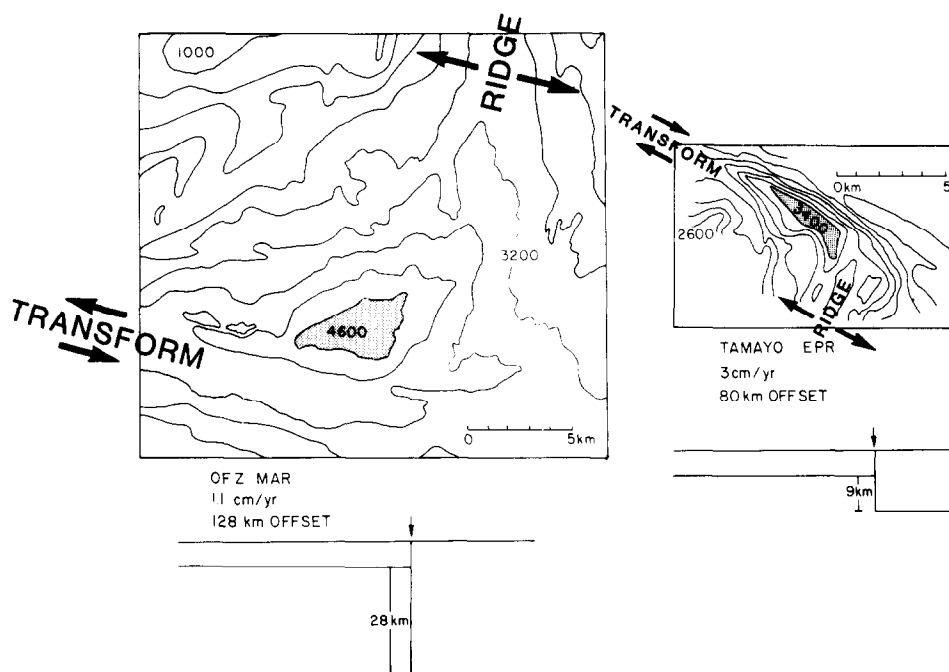 1000
RIDGE
3200
TRANSFORM
4600
0 5km
OFZ MAR
1.1 cm/yr
128 km OFFSET
28km
TRANSFORM
0km 5
3400
2600
RIDGE
TAMAYO EPR
3cm/yr
80km OFFSET
9km